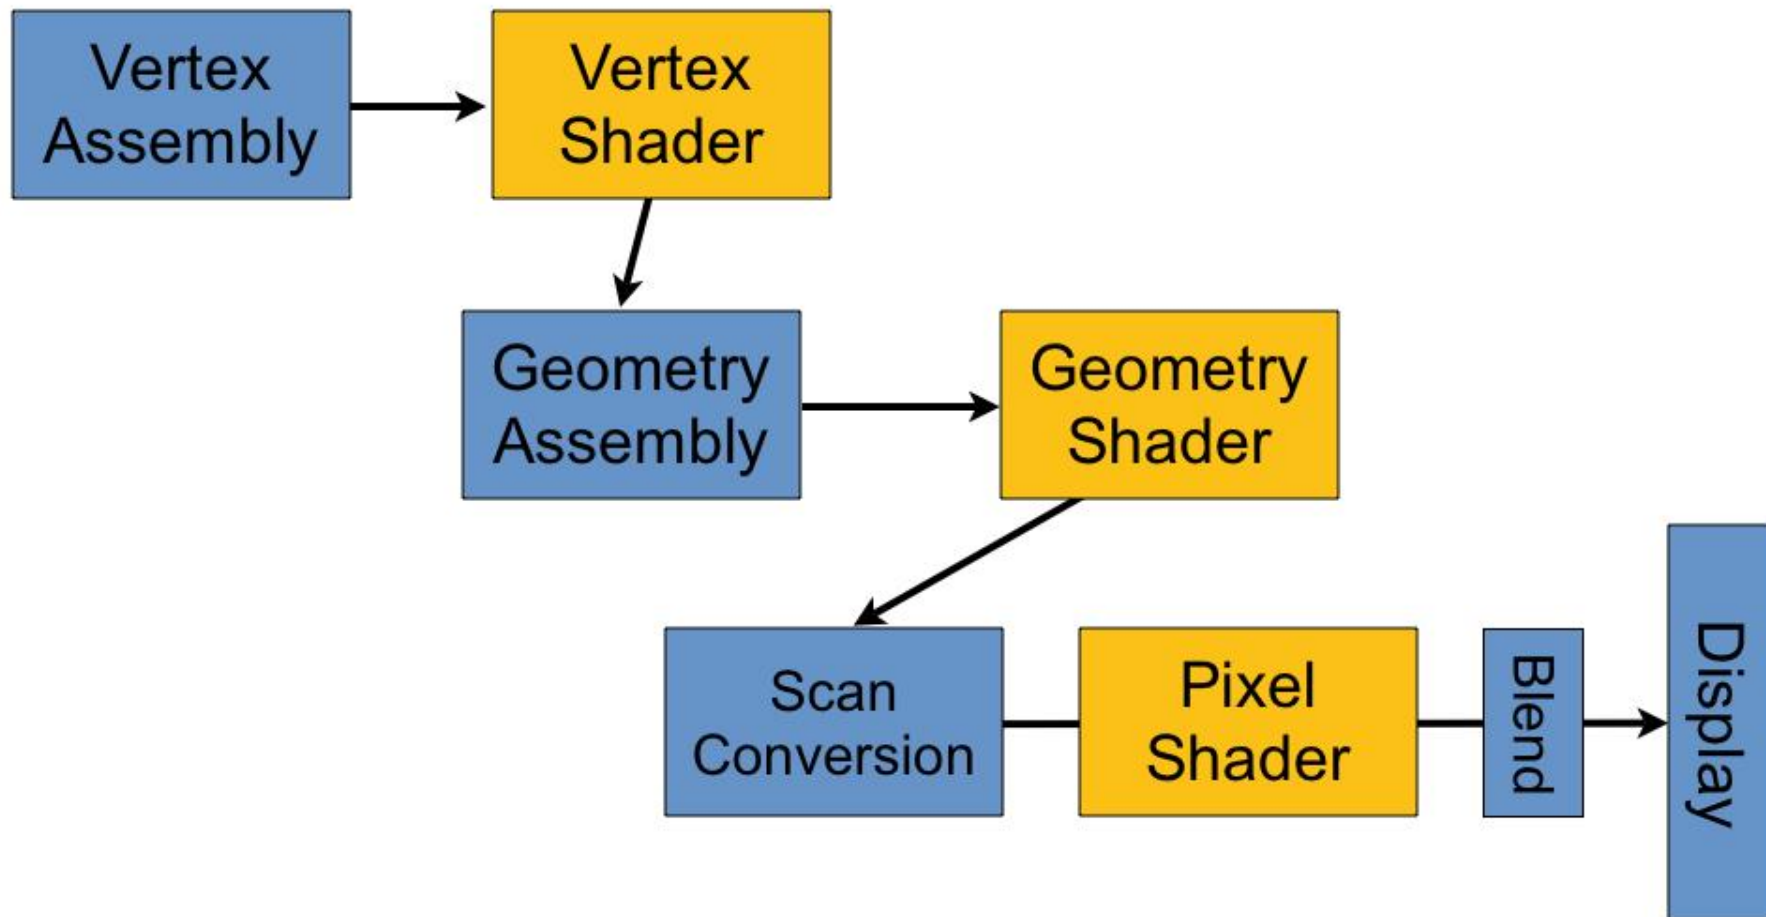 Vertex
Assembly
Vertex
Shader
Geometry
Assembly
Geometry
Shader
Scan
Conversion
Pixel
Shader
Blend
Display